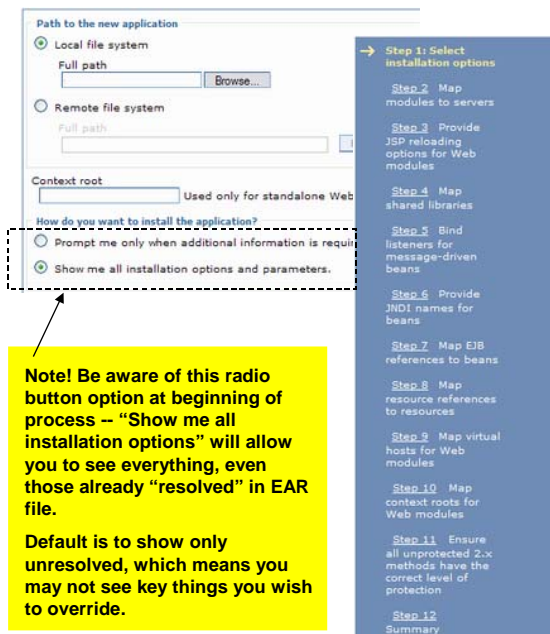 Path to the new application
Local file system
Full path
Browse...
Remote file system
Full path
Context root
Used only for standalone Web
How do you want to install the application?
Prompt me only when additional information is requi
Show me all installation options and parameters.
Note! Be aware of this radio
button option at beginning of
process -- “Show me all
installation options” will allow
you to see everything, even
those already “resolved” in EAR
file.
Default is to show only
unresolved, which means you
may not see key things you wish
to override.
Step 1: Select
installation options
Step 2 Map
modules to servers
Step 3 Provide
JSP reloading
options for Web
modules
Step 4 Map
shared libraries
Step 5 Bind
listeners for
message-driven
beans
Step 6 Provide
JNDI names for
beans
Step 7 Map EJB
references to beans
Step 8 Map
resource references
to resources
Step 9 Map virtual
hosts for Web
modules
Step 10 Map
context roots for
Web modules
Step 11 Ensure
all unprotected 2.x
methods have the
correct level of
protection
Step 12
Summary